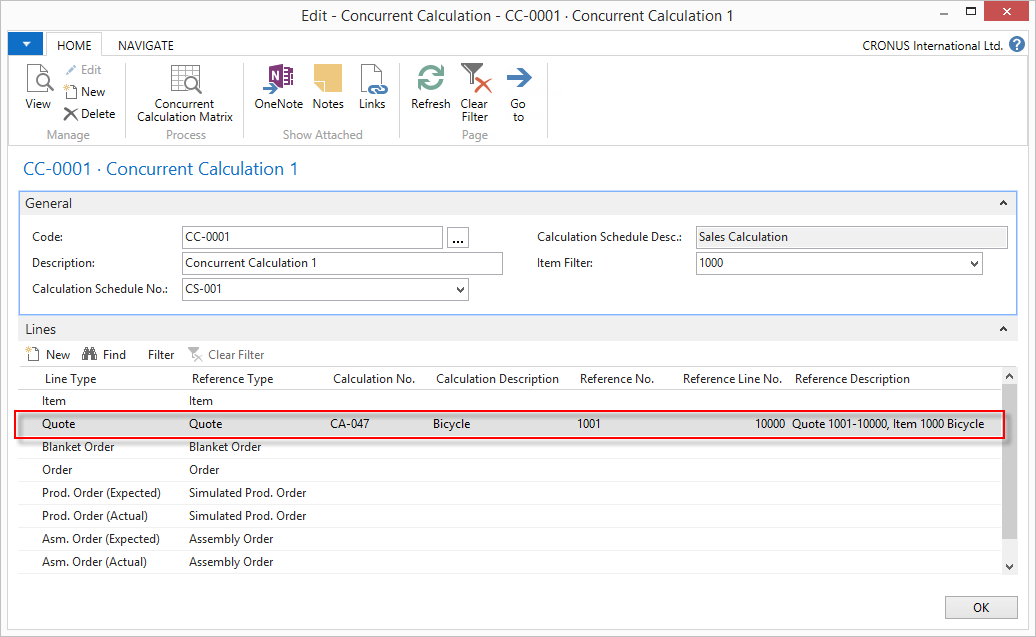 Edit - Concurrent Calculation - CC-0001 · Concurrent Calculation 1
HOME NAVIGATE CRONUS International Ltd. ?
View
Edit
New
Delete
Manage
Concurrent
Calculation Matrix
Process
OneNote
Notes
Links
Show Attached
Refresh
Clear
Filter
Go
to
Page
CC-0001 · Concurrent Calculation 1
General
Code: CC-0001 ... Calculation Schedule Desc.: Sales Calculation
Description: Concurrent Calculation 1 Item Filter: 1000
Calculation Schedule No.: CS-001
Lines
New Find Filter Clear Filter
Line Type Reference Type Calculation No. Calculation Description Reference No. Reference Line No. Reference Description
Item Item
Quote Quote CA-047 Bicycle 1001 10000 Quote 1001-10000, Item 1000 Bicycle
Blanket Order Blanket Order
Order Order
Prod. Order (Expected) Simulated Prod. Order
Prod. Order (Actual) Simulated Prod. Order
Asm. Order (Expected) Assembly Order
Asm. Order (Actual) Assembly Order
OK